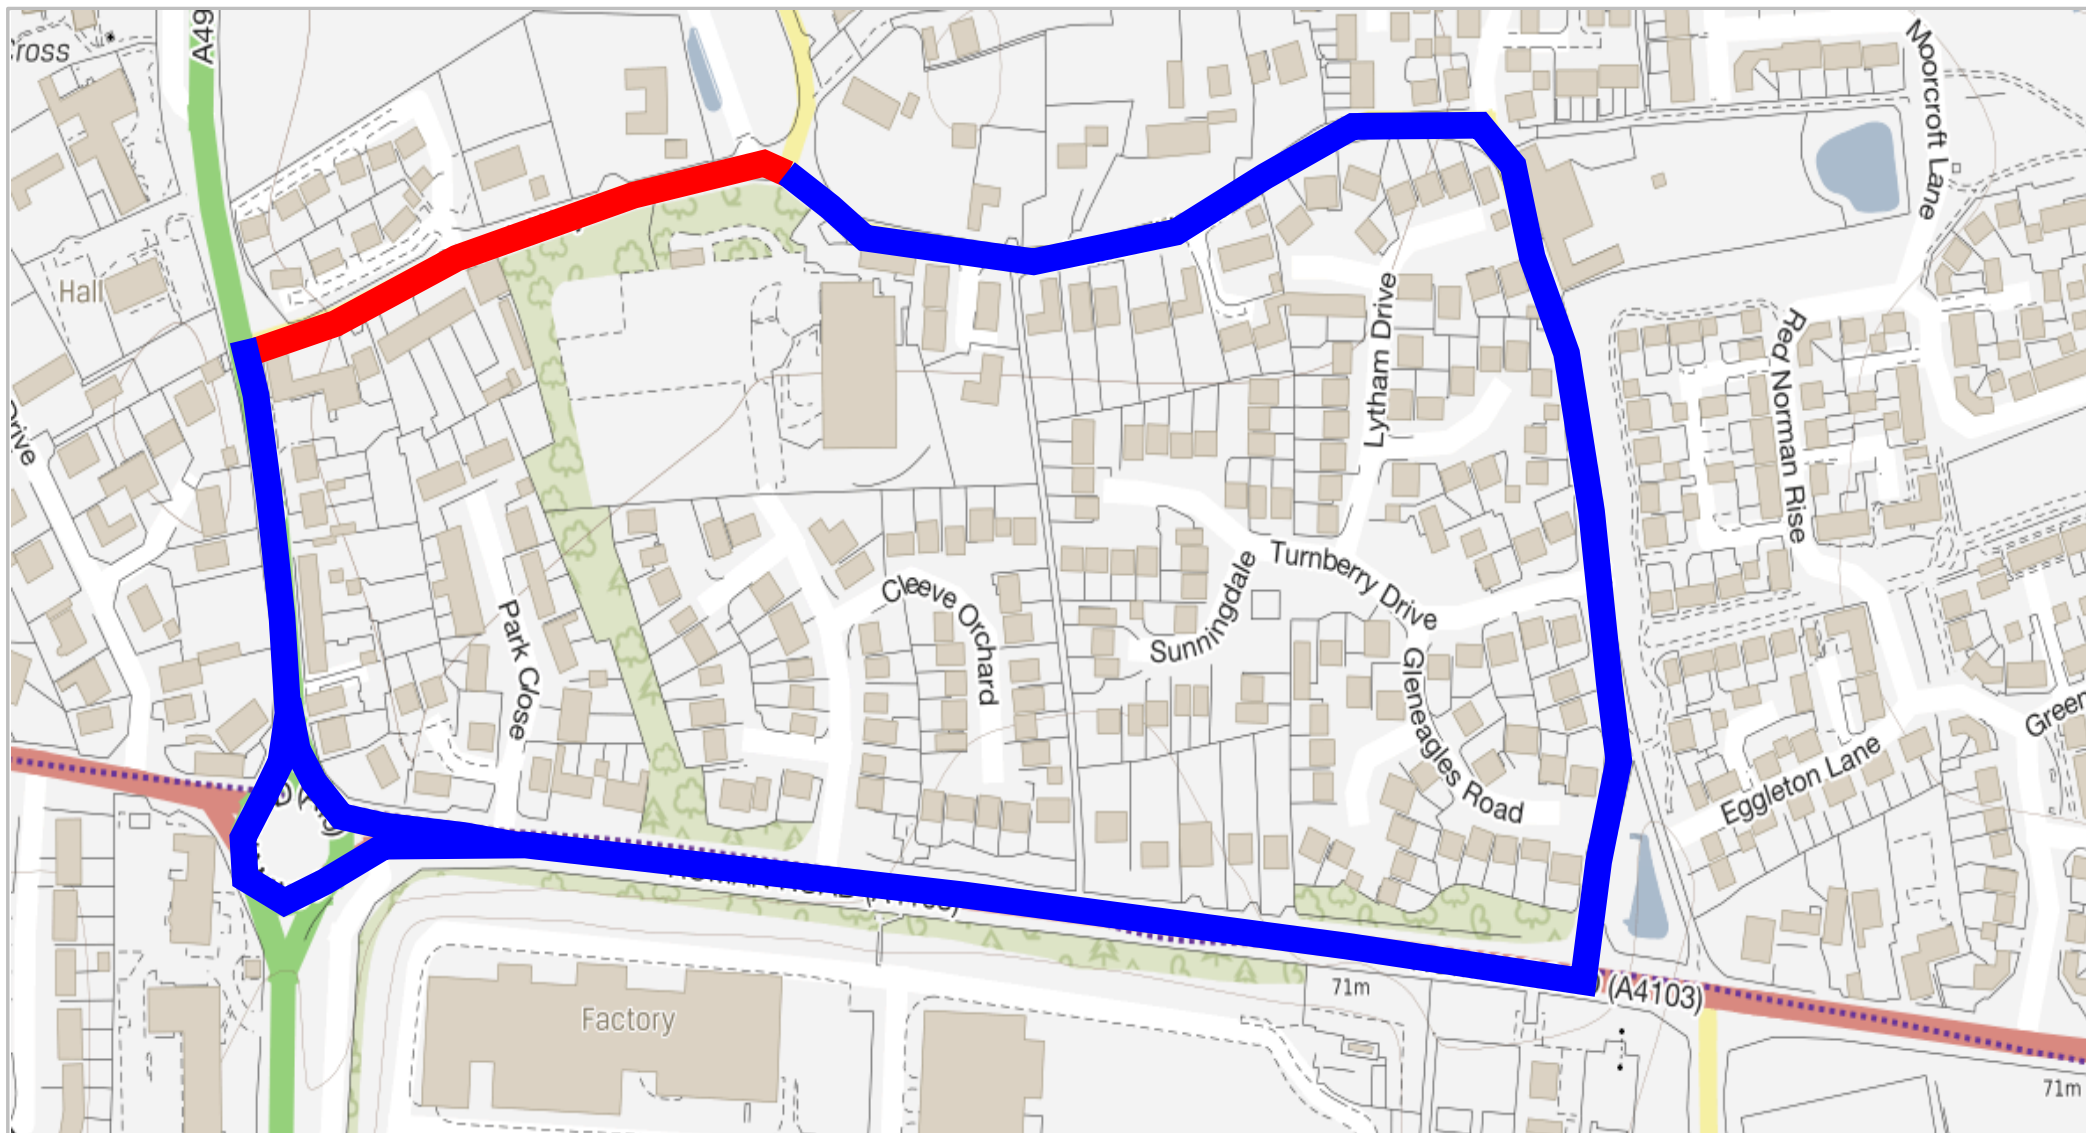 A49
Moorcroft Lane
Hall
Lytham Drive
Red Norman Rise
Drive
Turnberry Drive
Cleeve Orchard
Sunningdale
Park Close
Gleneagles Road
Green
Eggleton Lane
(A4103)
71m
Factory
71m